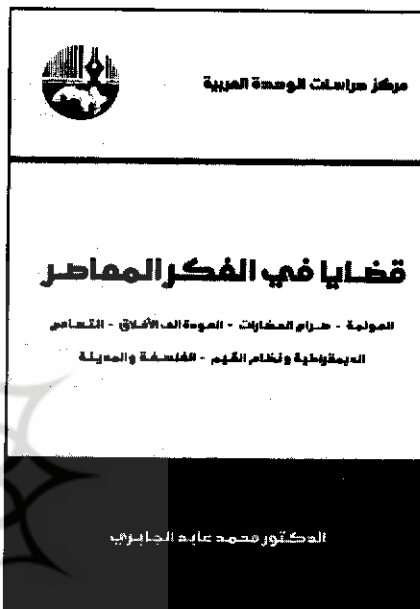 مركز دراسات الوحدة العربية
قضايا في الفكر المعاصر
العولمة - صراع الحضارات - العودة الى الأخلاق - التسامح
الديمقراطية ونظام القيم - الفلسفة والمدينة
الدكتور محمد عابد الجابري